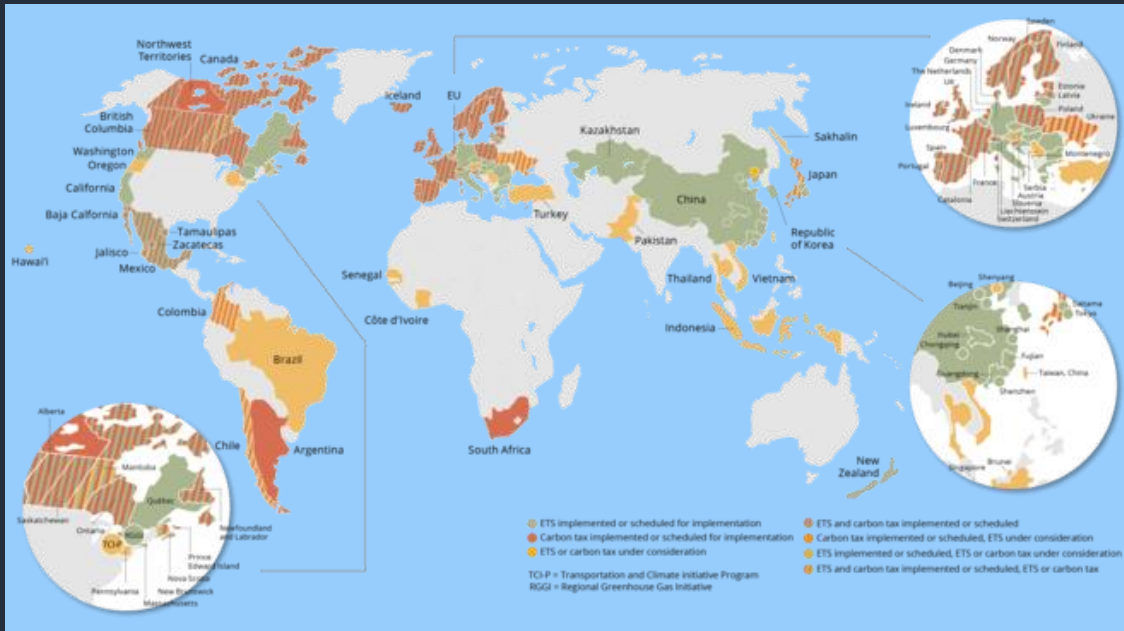 Northwest
Territories
Canada
Iceland
EU
British
Columbia
Washington
Oregon
California
Baja Calfornia
Tamaulipas
Zacatecas
Jalisco
Mexico
Hawai'i
Kazakhstan
Sakhalin
China
Japan
Turkey
Pakistan
Republic
of Korea
Senegal
Thailand
Vietnam
Côte d'Ivoire
Indonesia
Colombia
Brazil
Chile
Argentina
South Africa
New
Zealand
Sweden
Norway
Finland
Denmark
Germany
The Netherlands
UK
Estonia
Latvia
Ireland
Poland
Ukraine
Luxembourg
Spain
Portugal
Montenegro
France
Catalonia
Serbia
Austria
Slovenia
Liechtenstein
Switzerland
Shenyang
Beijing
Tianjin
Saitama
Tokyo
Shanghai
Hubei
Chongqing
Fujian
Guangdong
Taiwan, China
Shenzhen
Singapore
Brunei
Alberta
Manitoba
Québec
Saskatchewan
Ontario
Newfoundland
and Labrador
TCI-P
RGGI
Prince
Edward Island
Nova Scotia
Pennsylvania
New Brunswick
Massachusetts
ETS implemented or scheduled for implementation
Carbon tax implemented or scheduled for implementation
ETS or carbon tax under consideration
TCI-P = Transportation and Climate initiative Program
RGGI = Regional Greenhouse Gas Initiative
ETS and carbon tax implemented or scheduled
Carbon tax implemented or scheduled, ETS under consideration
ETS implemented or scheduled, ETS or carbon tax under consideration
ETS and carbon tax implemented or scheduled, ETS or carbon tax